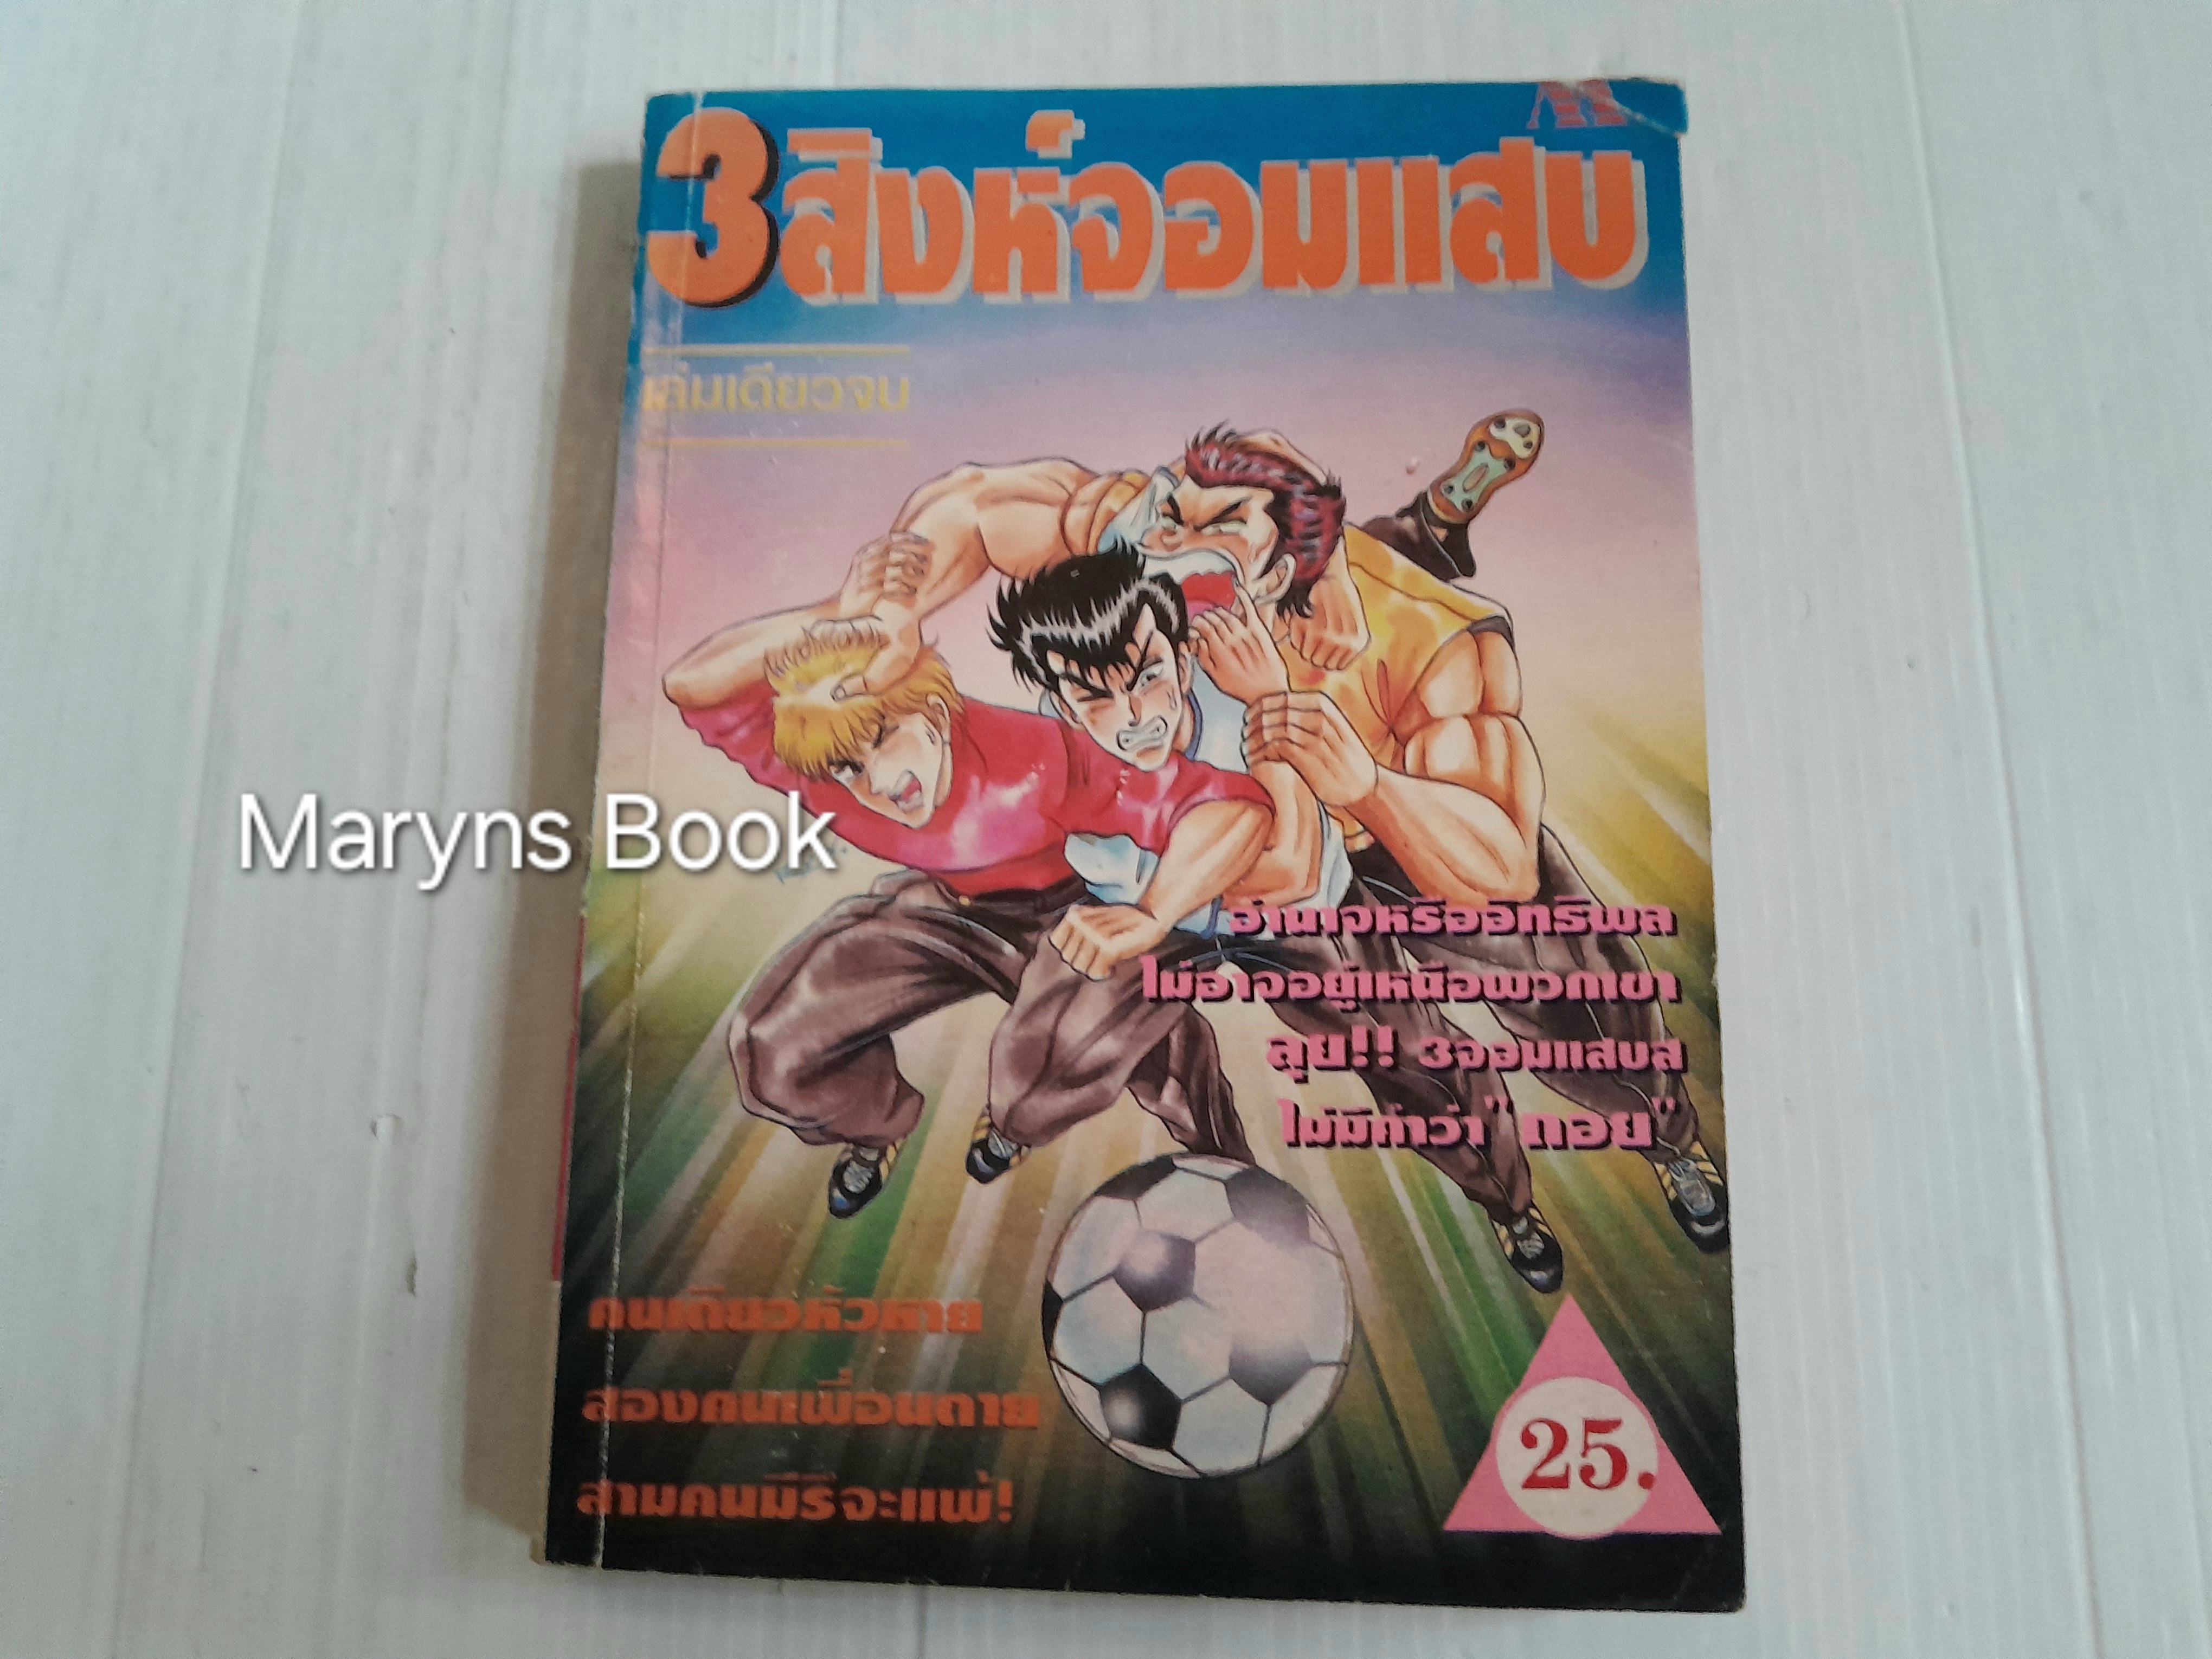 3สิงห์จอมแสบ
เล่มเดียวจบ
Maryns Book
อำนาจหรืออิทธิพล
ไม่อาจอยู่เหนือพวกเขา
ลุย!! 3จอมแสบส
ไม่มีคำว่า "ถอย"
คนเดียวหัวหาย
สองคนเพื่อนตาย
สามคนมีรึจะแพ้!
25.